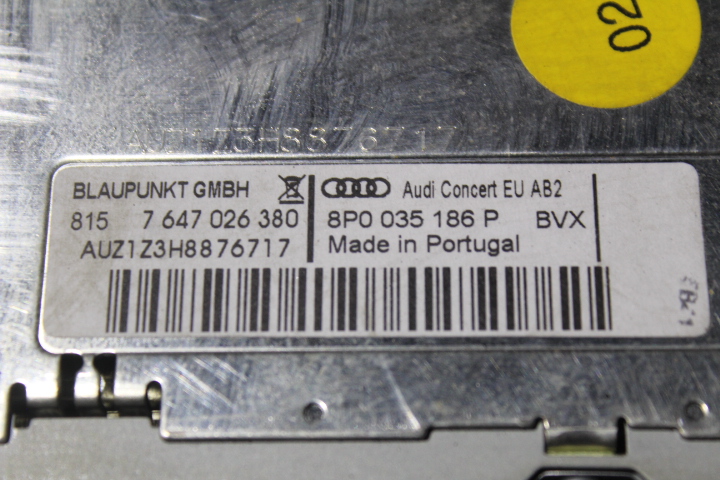 02
AUZ1Z3H8876717
BLAUPUNKT GMBH Audi Concert EU AB2
815 7 647 026 380 8P0 035 186 P BVX
AUZ1Z3H8876717 Made in Portugal